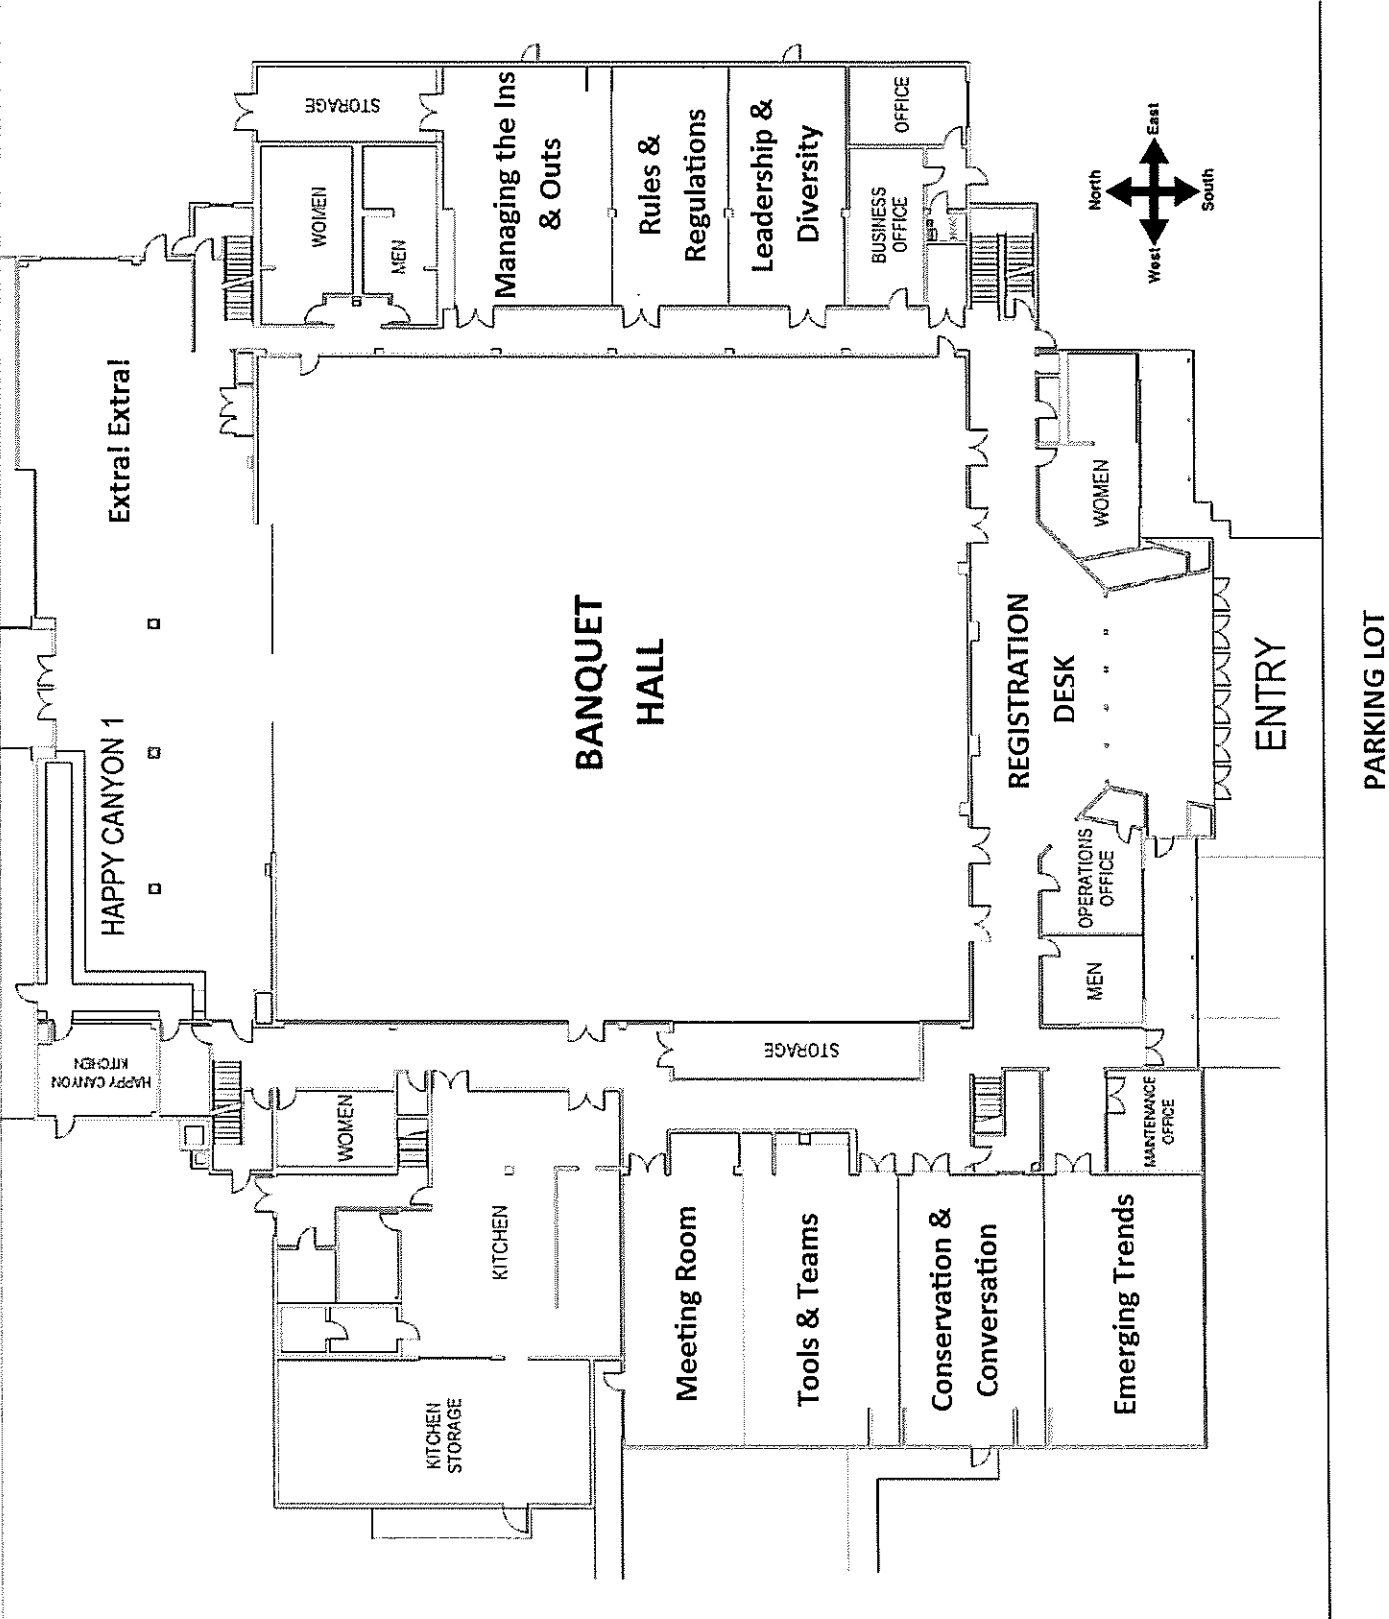 HAPPY CANYON
KITCHEN
HAPPY CANYON 1
Extra! Extra!
KITCHEN
STORAGE
KITCHEN
WOMEN
WOMEN
MEN
STORAGE
Meeting Room
Tools & Teams
Conservation &
Conversation
Emerging Trends
MAINTENANCE
OFFICE
STORAGE
BANQUET
HALL
Managing the Ins
& Outs
Rules &
Regulations
Leadership &
Diversity
BUSINESS
OFFICE
OFFICE
MEN
OPERATIONS
OFFICE
REGISTRATION
DESK
WOMEN
ENTRY
PARKING LOT
North
West
East
South